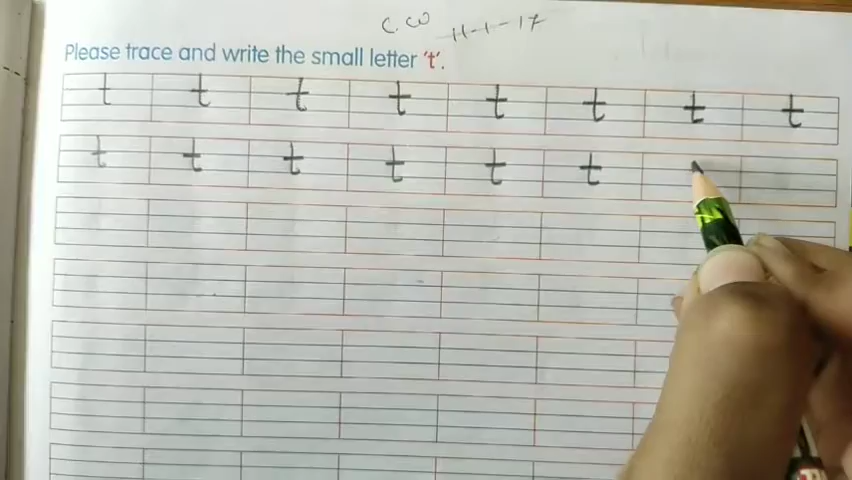 C.W 11-1-17
Please trace and write the small letter 't'.
t t t t t t t t
t t t t t t